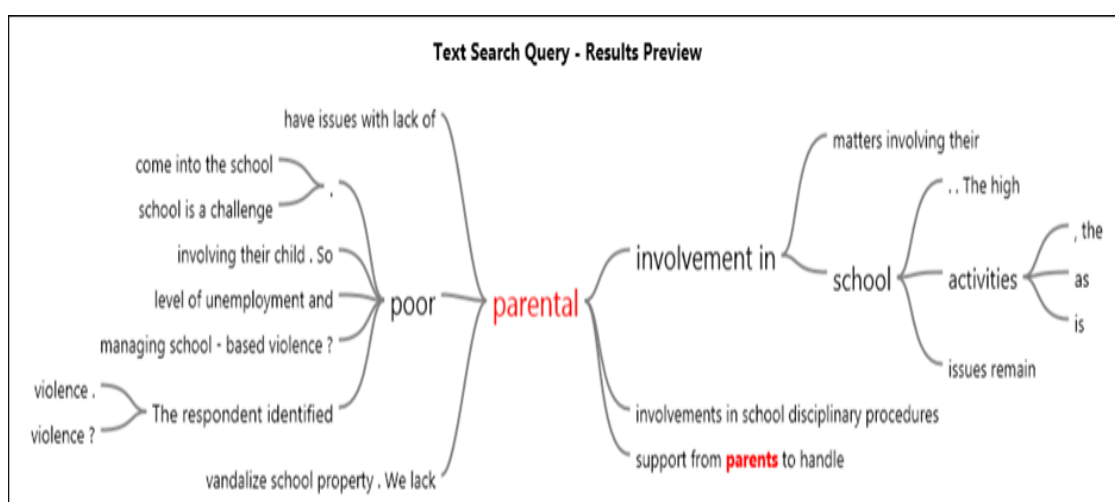 Text Search Query - Results Preview
have issues with lack of
come into the school
school is a challenge
.
involving their child . So
level of unemployment and
managing school - based violence ?
violence .
violence ?
The respondent identified
poor
vandalize school property . We lack
parental
involvement in
matters involving their
school
. . The high
activities
, the
as
is
issues remain
involvements in school disciplinary procedures
support from parents to handle